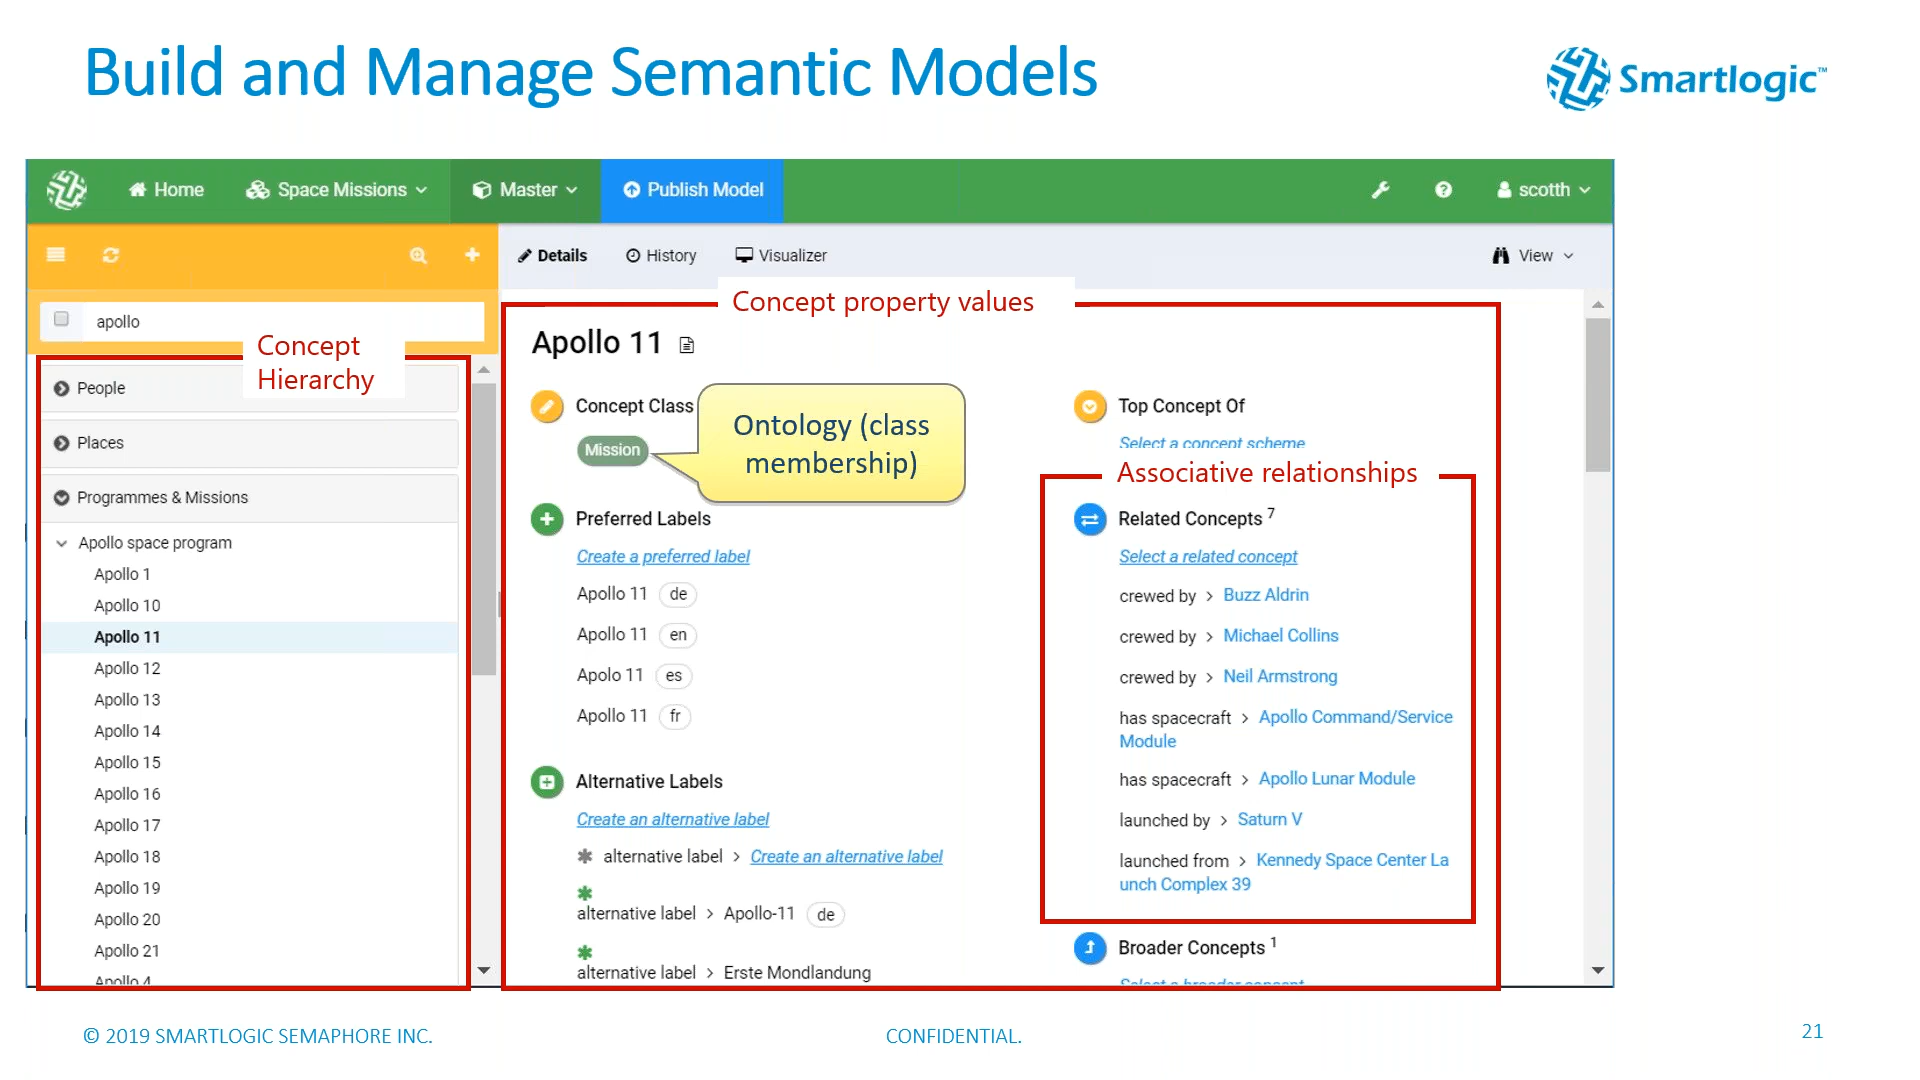 Build and Manage Semantic Models
Smartlogic™
Home
Space Missions
Master
Publish Model
scotth
Details
History
Visualizer
View
apollo
Concept
Hierarchy
People
Places
Programmes & Missions
Apollo space program
Apollo 1
Apollo 10
Apollo 11
Apollo 12
Apollo 13
Apollo 14
Apollo 15
Apollo 16
Apollo 17
Apollo 18
Apollo 19
Apollo 20
Apollo 21
Apollo 4
Concept property values
Apollo 11
Concept Class
Mission
Ontology (class
membership)
Preferred Labels
Create a preferred label
Apollo 11 de
Apollo 11 en
Apolo 11 es
Apollo 11 fr
Alternative Labels
Create an alternative label
alternative label > Create an alternative label
alternative label > Apollo-11 de
alternative label > Erste Mondlandung
Top Concept Of
Select a concept scheme
Associative relationships
Related Concepts 7
Select a related concept
crewed by > Buzz Aldrin
crewed by > Michael Collins
crewed by > Neil Armstrong
has spacecraft > Apollo Command/Service
Module
has spacecraft > Apollo Lunar Module
launched by > Saturn V
launched from > Kennedy Space Center La
unch Complex 39
Broader Concepts 1
Select a broader concept
© 2019 SMARTLOGIC SEMAPHORE INC.
CONFIDENTIAL.
21